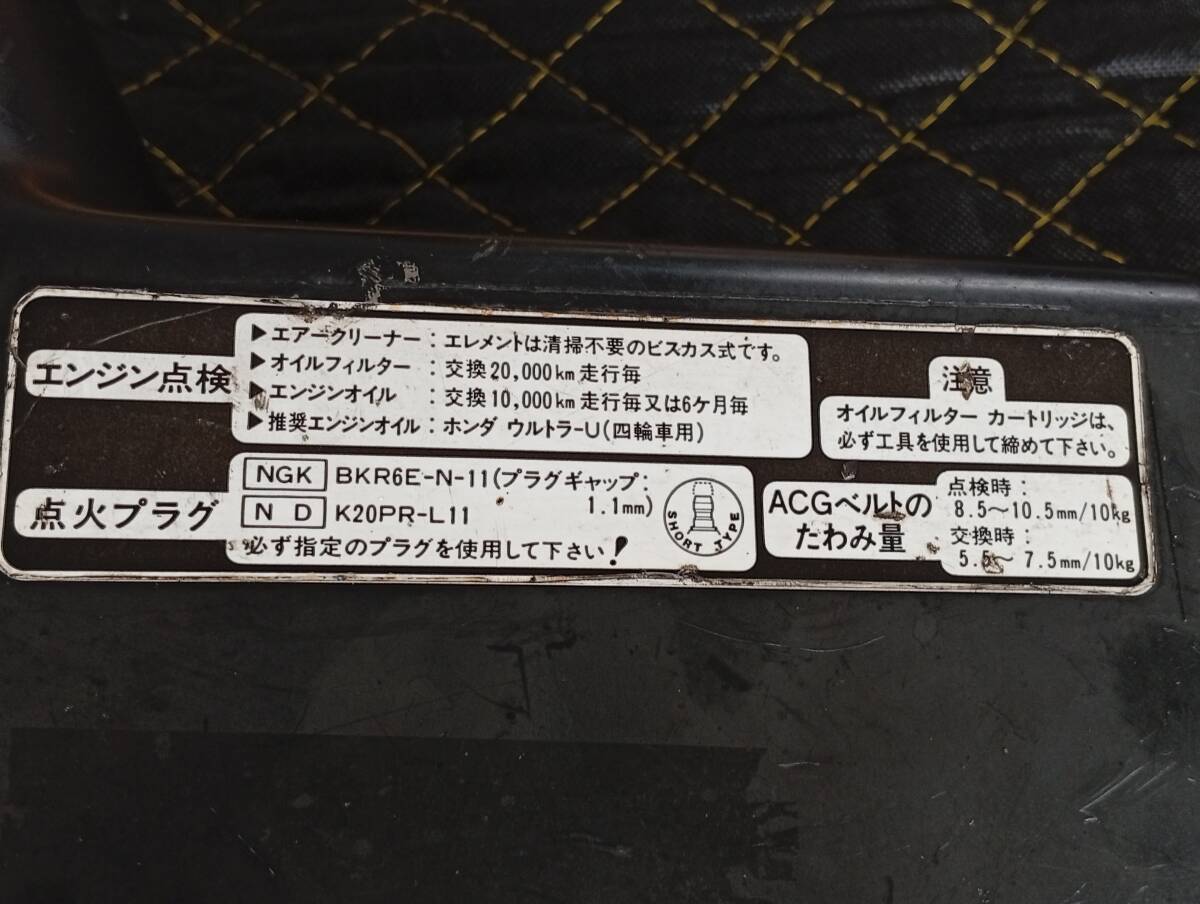 エンジン点検
▶エアークリーナー：エレメントは清掃不要のビスカス式です。
▶オイルフィルター：交換20,000km走行毎
▶エンジンオイル：交換10,000km走行毎又は6ケ月毎
▶推奨エンジンオイル：ホンダ ウルトラ-U(四輪車用)
注意
オイルフィルター カートリッジは、
必ず工具を使用して締めて下さい。
点火プラグ
NGK BKR6E-N-11(プラグギャップ：
1.1mm)
ND K20PR-L11
必ず指定のプラグを使用して下さい！
SHORT TYPE
ACGベルトの
たわみ量
点検時：
8.5〜10.5mm/10kg
交換時：
5.5〜7.5mm/10kg